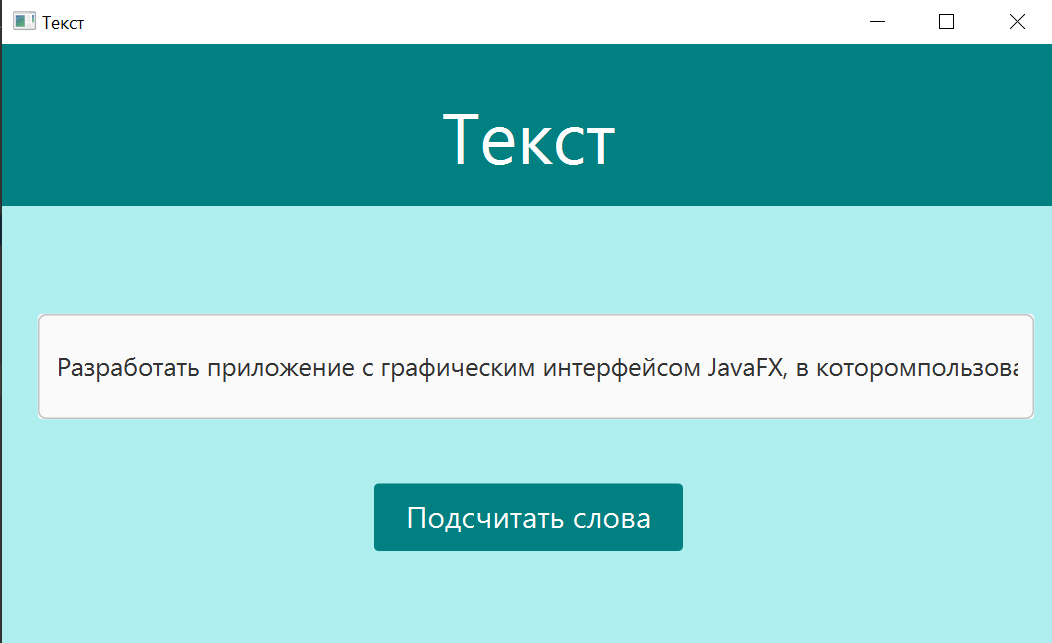 Текст
Текст
Разработать приложение с графическим интерфейсом JavaFX, в которомпользова
Подсчитать слова